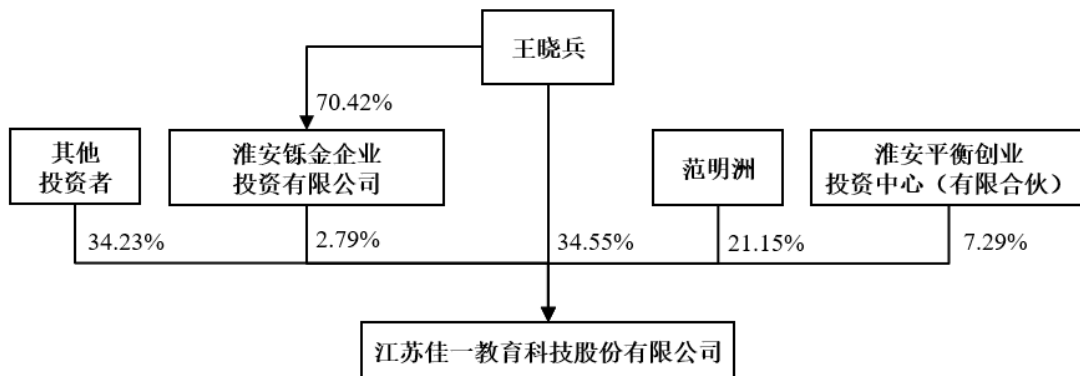 王晓兵
70.42%
其他
投资者
淮安铄金企业
投资有限公司
范明洲
淮安平衡创业
投资中心（有限合伙）
34.23%
2.79%
34.55%
21.15%
7.29%
江苏佳一教育科技股份有限公司